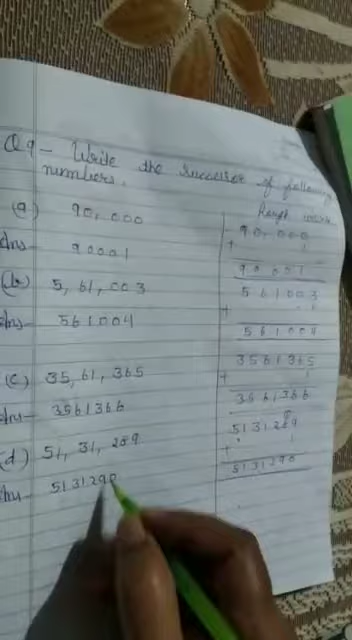 Q9- Write the successor of following
numbers.
Rough work
(a) 90,000
Ans- 90001
(b) 5,61,003
Ans- 561004
(c) 35,61,365
Ans- 3561366
(d) 51,31,289
Ans- 5131290
90,000
+ 1
90001
561003
+ 1
561004
3561365
+ 1
3561366
8
5131289
+ 1
5131290